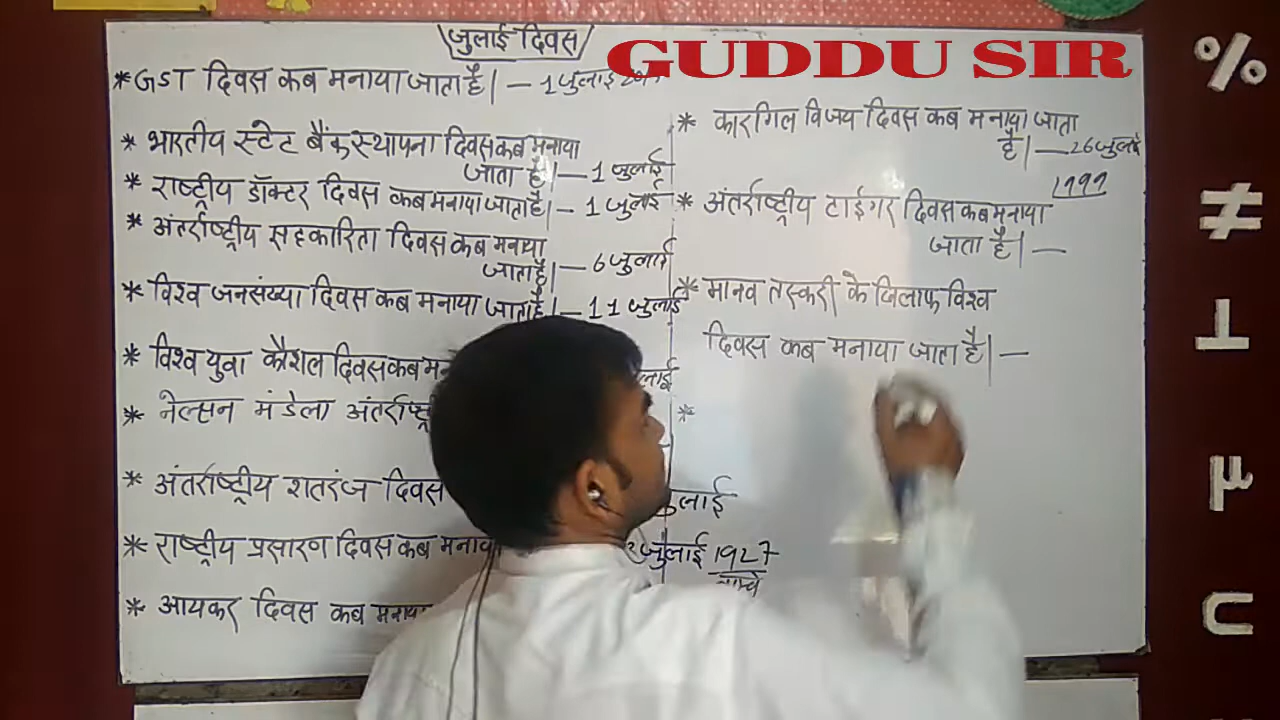 जुलाई दिवस
GUDDU SIR
* GST दिवस कब मनाया जाता है। — 1 जुलाई
* भारतीय स्टेट बैंक स्थापना दिवस कब मनाया
जाता है। — 1 जुलाई
* राष्ट्रीय डॉक्टर दिवस कब मनाया जाता है। — 1 जुलाई
* अंतर्राष्ट्रीय सहकारिता दिवस कब मनाया
जाता है। — 6 जुलाई
* विश्व जनसंख्या दिवस कब मनाया जाता है। — 11 जुलाई
* विश्व युवा कौशल दिवस कब
* नेल्सन मंडेला
* अंतर्राष्ट्रीय शतरंज दिवस
* राष्ट्रीय प्रसारण दिवस कब मनाया जुलाई 1927
* आयकर दिवस कब मनाया
* कारगिल विजय दिवस कब मनाया जाता
है। — 26 जुलाई
1999
* अंतर्राष्ट्रीय टाईगर दिवस कब मनाया
जाता है। —
* मानव तस्करी के खिलाफ विश्व
दिवस कब मनाया जाता है। —
*
%
≠
⊥
μ
⊂